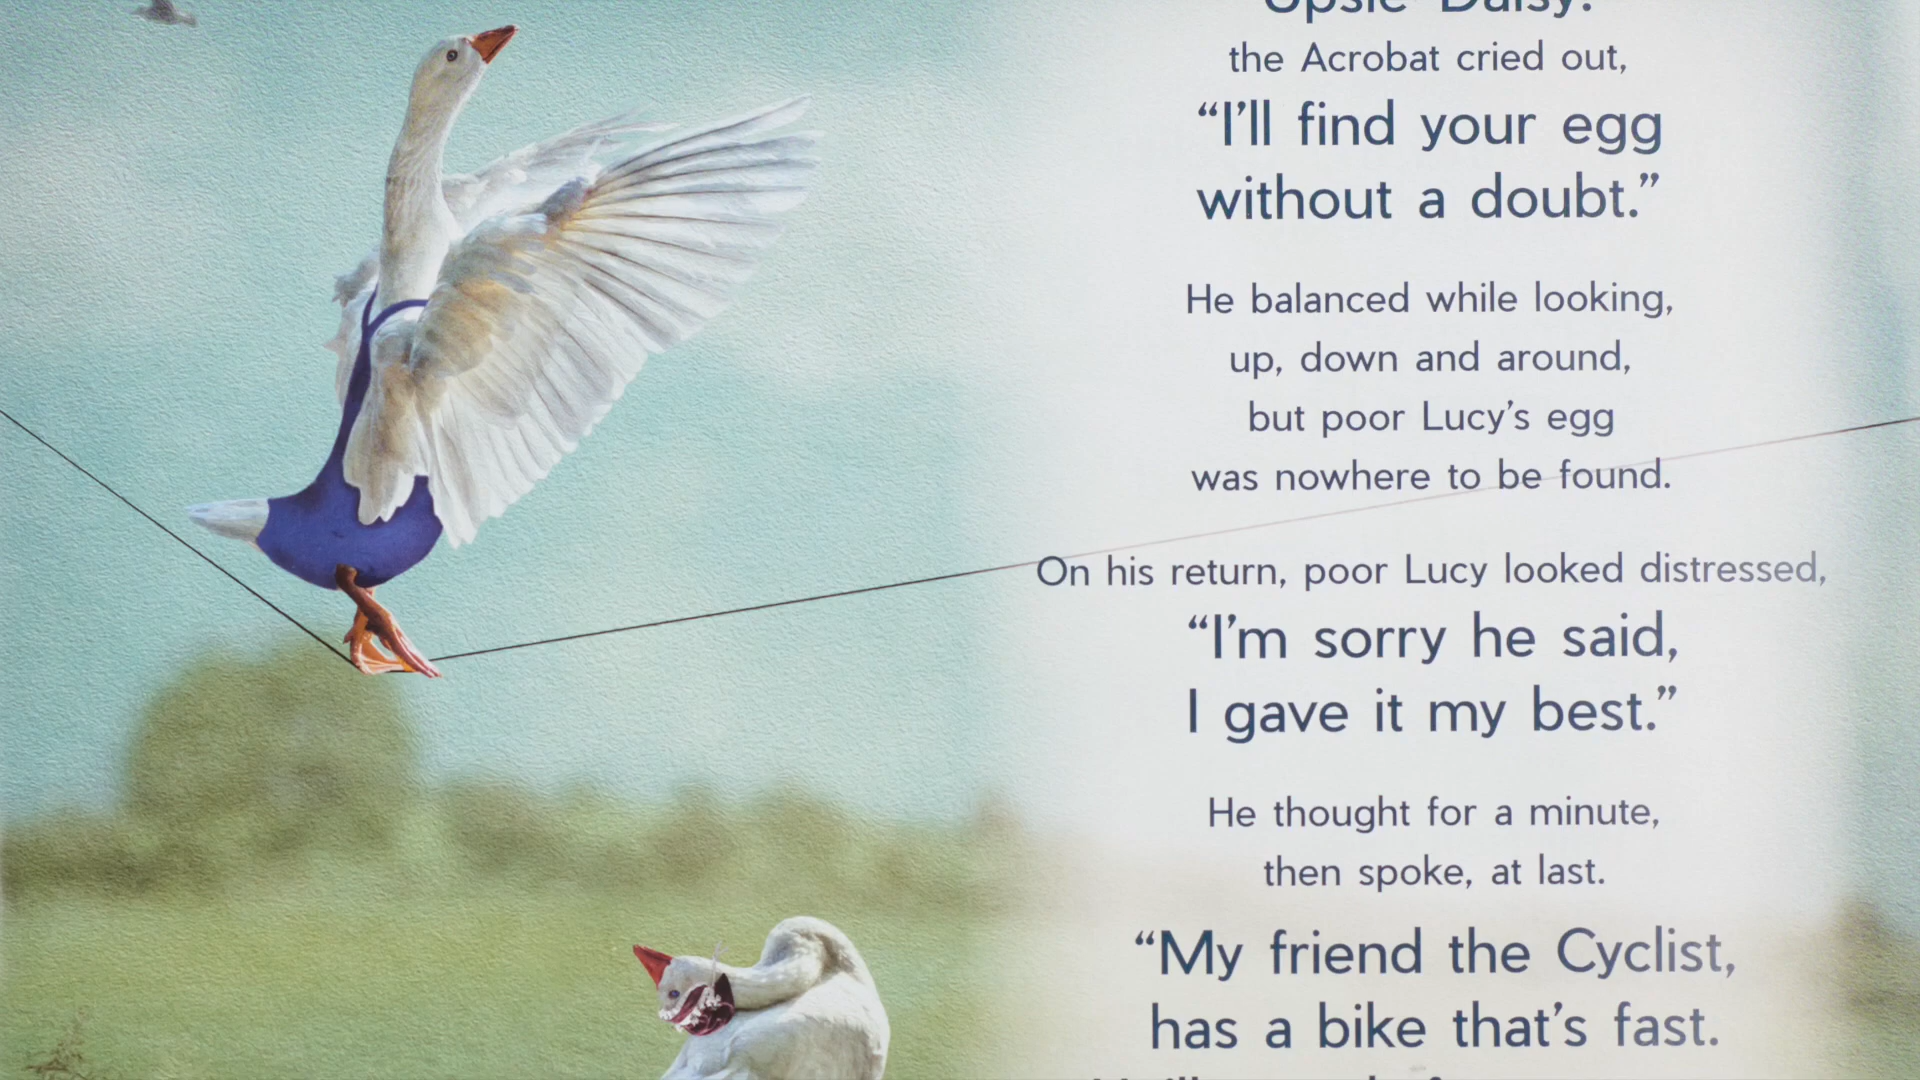 Upsie Daisy!
the Acrobat cried out,
“I’ll find your egg
without a doubt.”
He balanced while looking,
up, down and around,
but poor Lucy’s egg
was nowhere to be found.
On his return, poor Lucy looked distressed,
“I’m sorry he said,
I gave it my best.”
He thought for a minute,
then spoke, at last.
“My friend the Cyclist,
has a bike that’s fast.